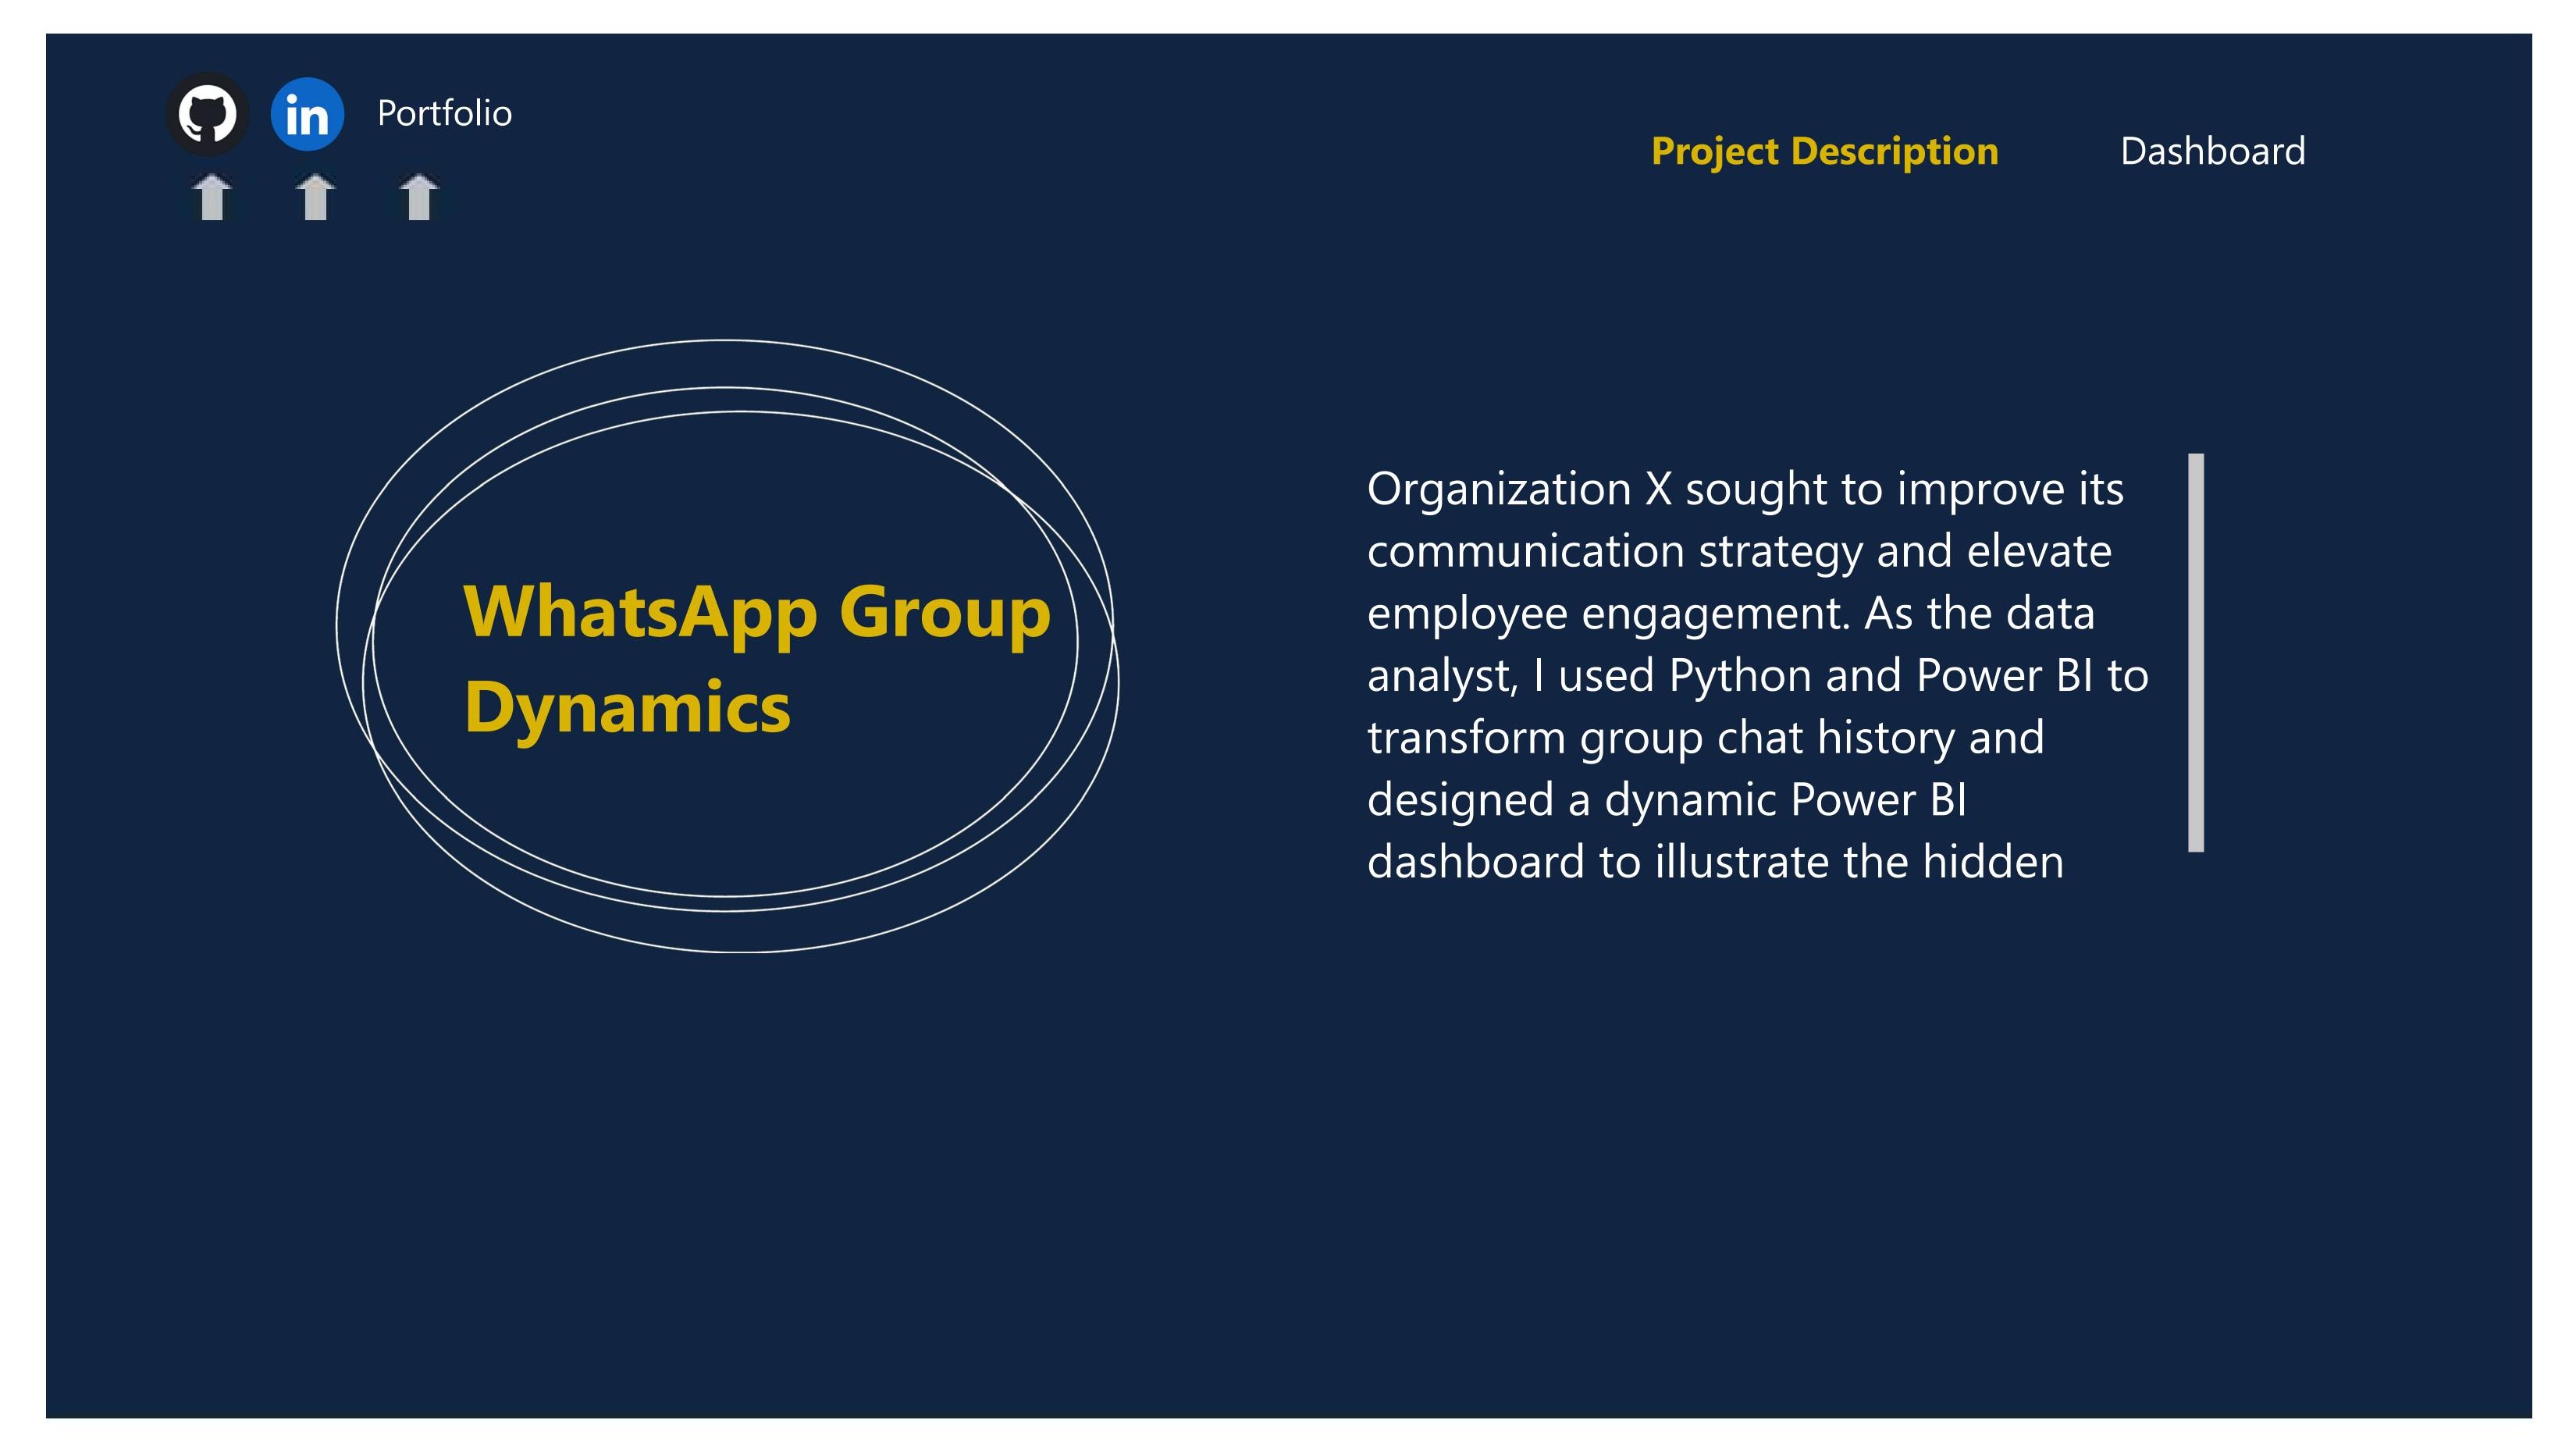 in
Portfolio
Project Description
Dashboard
WhatsApp Group
Dynamics
Organization X sought to improve its
communication strategy and elevate
employee engagement. As the data
analyst, I used Python and Power BI to
transform group chat history and
designed a dynamic Power BI
dashboard to illustrate the hidden